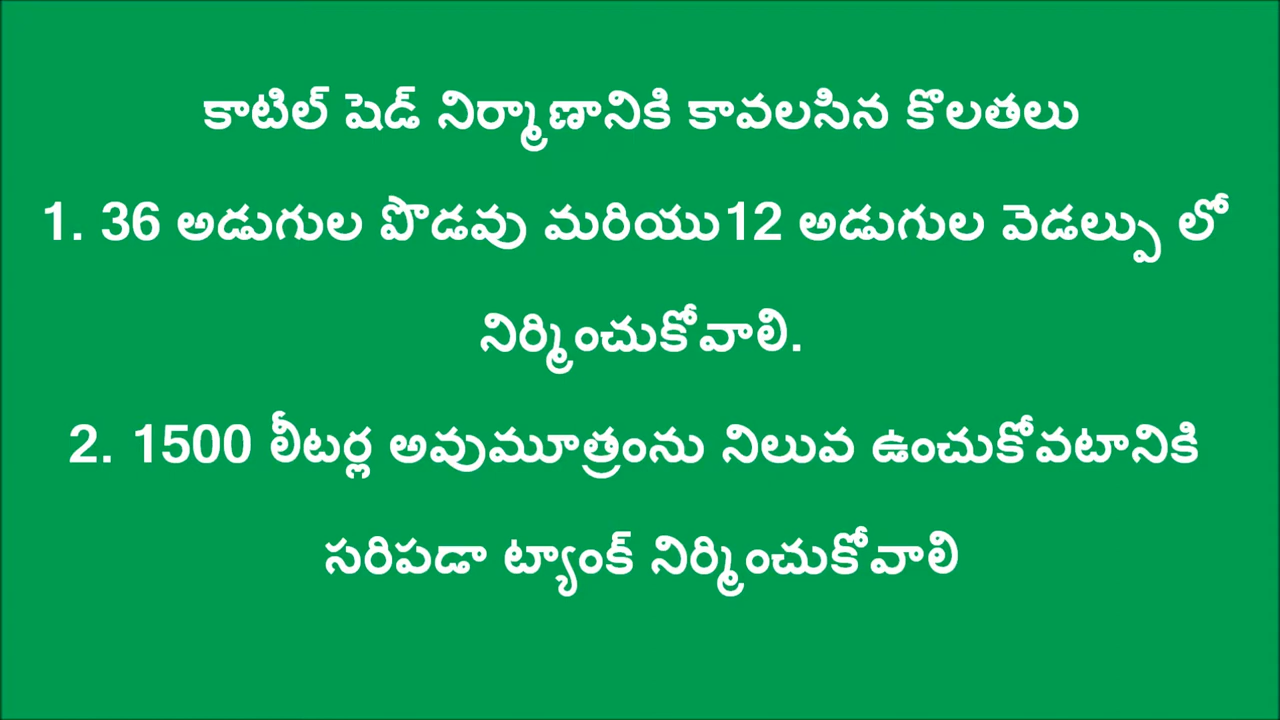 కాటిల్ షెడ్ నిర్మాణానికి కావలసిన కొలతలు
1. 36 అడుగుల పొడవు మరియు12 అడుగుల వెడల్పు లో
నిర్మించుకోవాలి.
2. 1500 లీటర్ల అవుమూత్రంను నిలువ ఉంచుకోవటానికి
సరిపడా ట్యాంక్ నిర్మించుకోవాలి